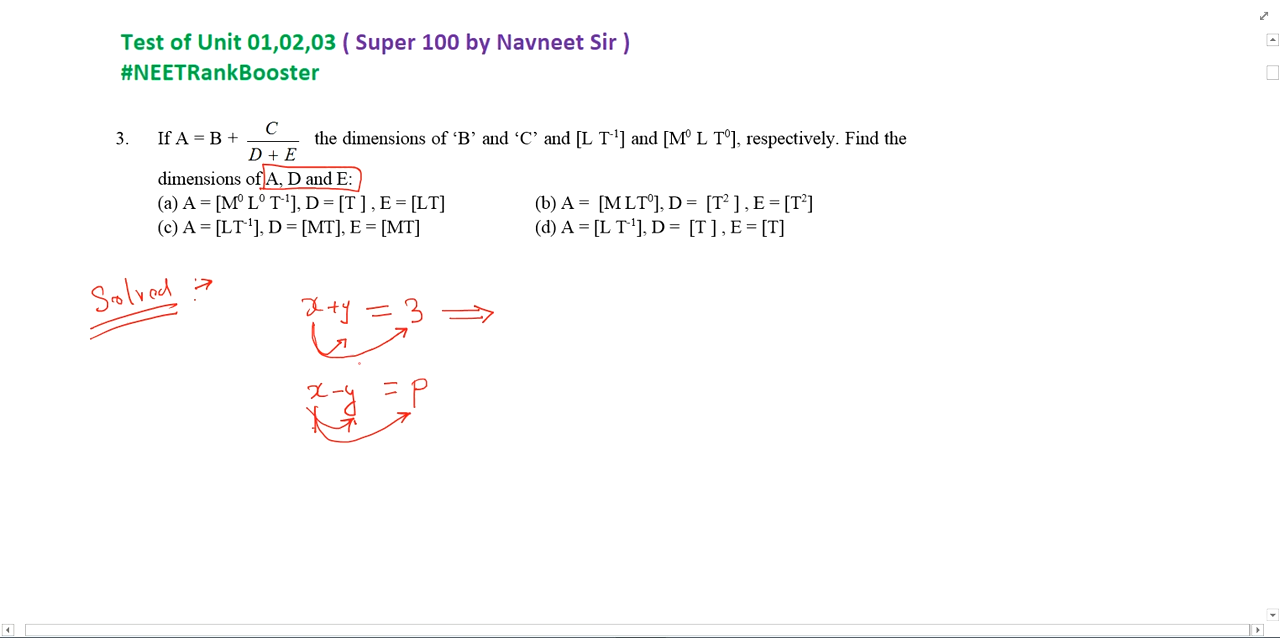 Test of Unit 01,02,03 ( Super 100 by Navneet Sir )
#NEETRankBooster
3. If A = B + C / (D + E) the dimensions of ‘B’ and ‘C’ and [L T⁻¹] and [M⁰ L T⁰], respectively. Find the
dimensions of A, D and E:
(a) A = [M⁰ L⁰ T⁻¹], D = [T ] , E = [LT] (b) A = [M LT⁰], D = [T² ] , E = [T²]
(c) A = [LT⁻¹], D = [MT], E = [MT] (d) A = [L T⁻¹], D = [T ] , E = [T]
Solved :→
x+y = 3 ⟹
x-y = P